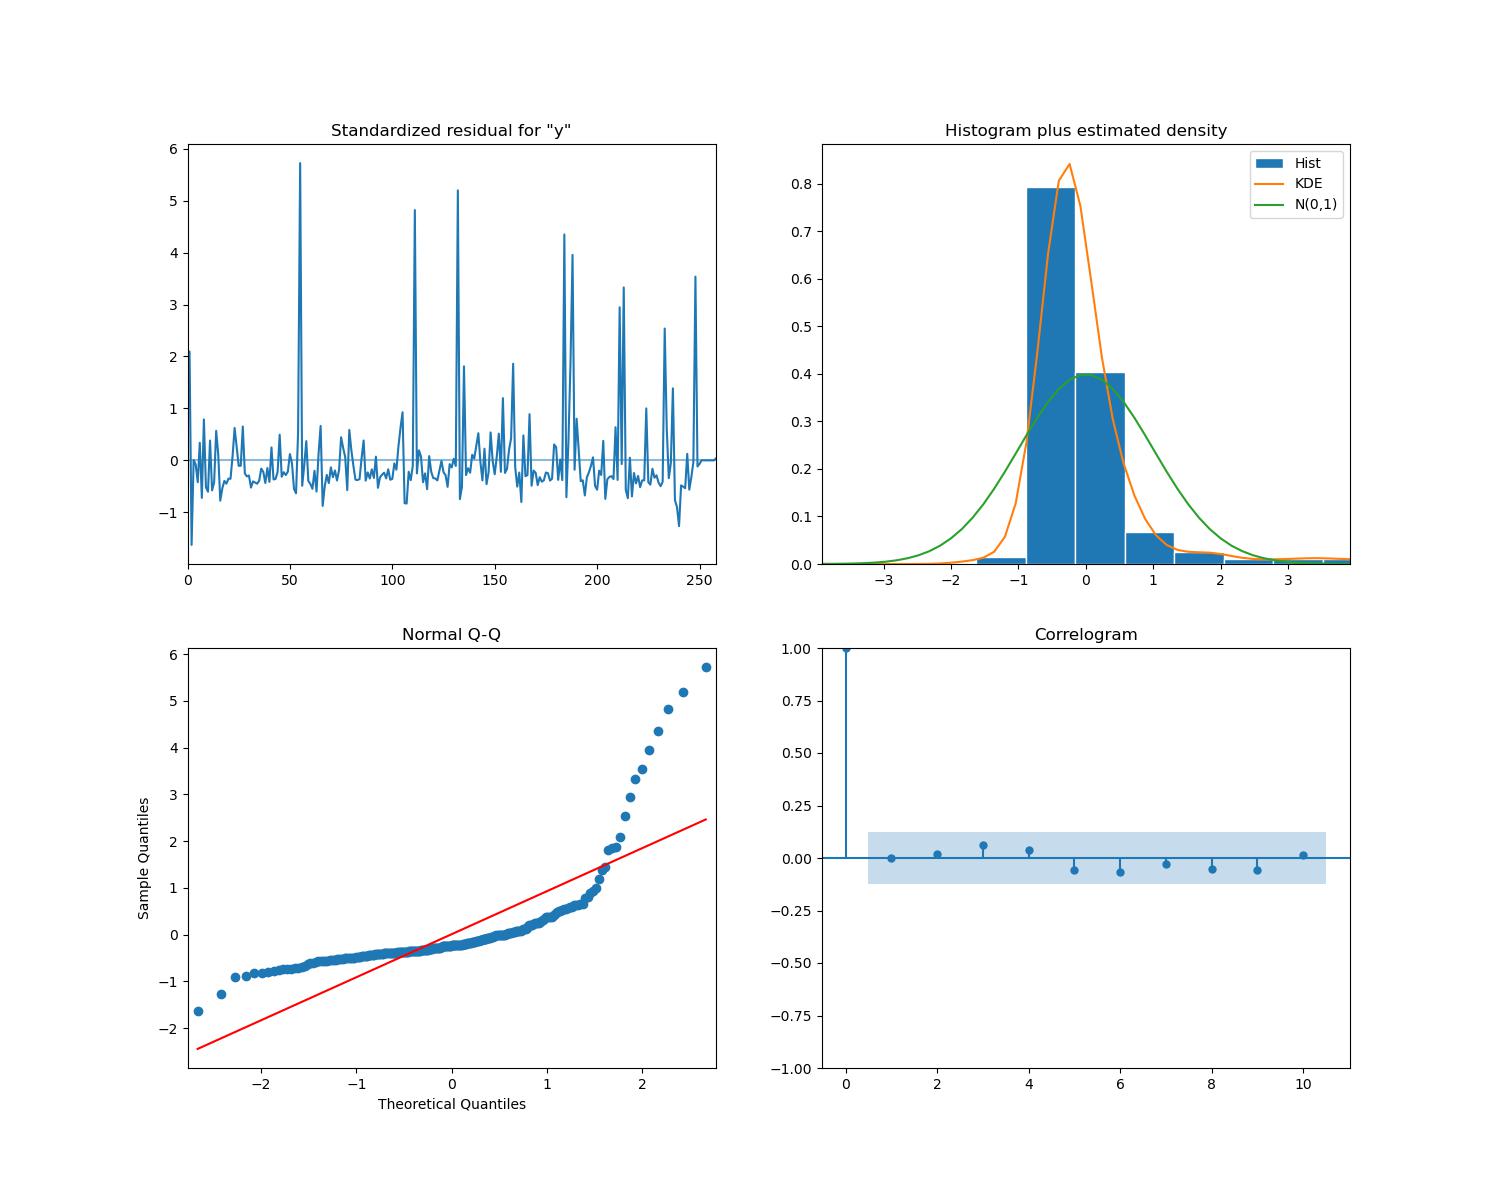 Standardized residual for "y"
6
5
4
3
2
1
0
−1
0 50 100 150 200 250
Histogram plus estimated density
Hist
KDE
N(0,1)
0.8
0.7
0.6
0.5
0.4
0.3
0.2
0.1
0.0
−3 −2 −1 0 1 2 3
Normal Q-Q
Sample Quantiles
6
5
4
3
2
1
0
−1
−2
−2 −1 0 1 2
Theoretical Quantiles
Correlogram
1.00
0.75
0.50
0.25
0.00
−0.25
−0.50
−0.75
−1.00
0 2 4 6 8 10